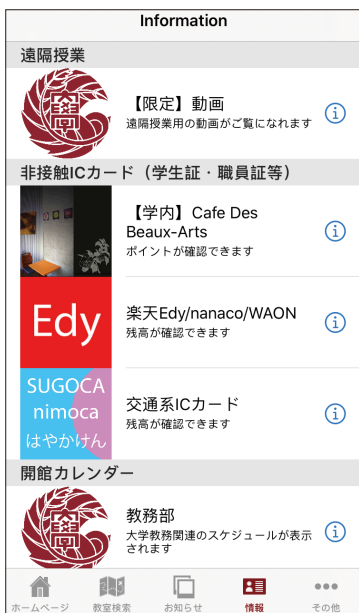 Information
遠隔授業
【限定】動画
遠隔授業用の動画がご覧になれます
非接触ICカード（学生証・職員証等）
【学内】Cafe Des
Beaux-Arts
ポイントが確認できます
Edy
楽天Edy/nanaco/WAON
残高が確認できます
SUGOCA
nimoca
はやかけん
交通系ICカード
残高が確認できます
開館カレンダー
教務部
大学教務関連のスケジュールが表示
されます
ホームページ
教室検索
お知らせ
情報
その他